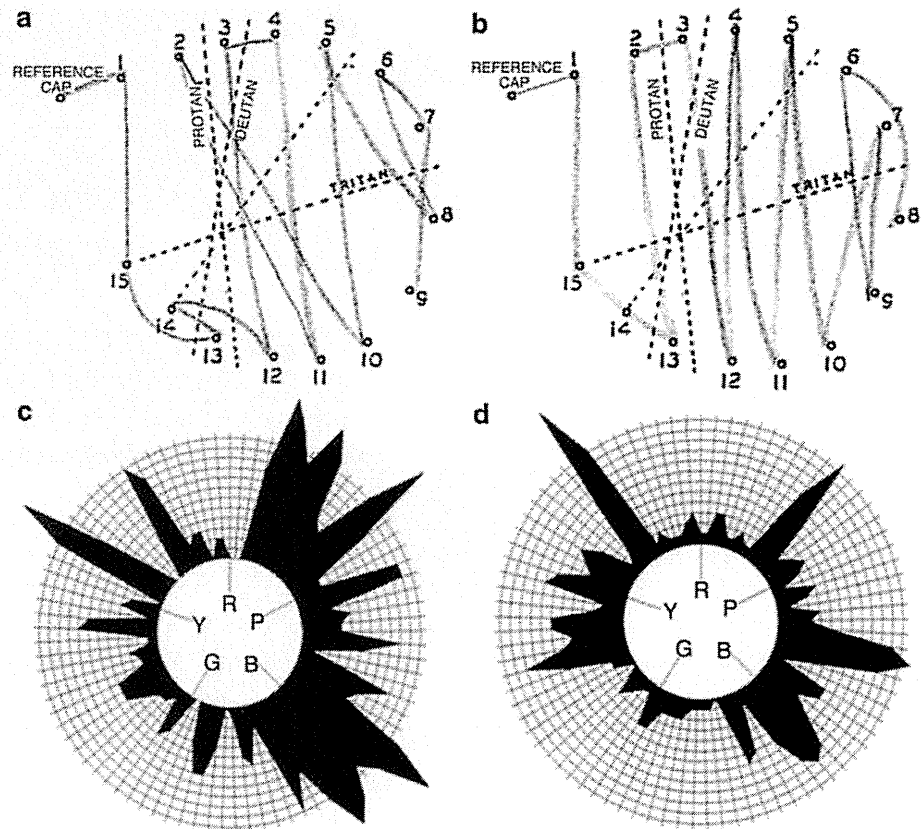 a
REFERENCE
CAP
1
2
3
4
5
6
7
8
9
10
11
12
13
14
15
PROTAN
DEUTAN
TRITAN
b
REFERENCE
CAP
1
2
3
4
5
6
7
8
9
10
11
12
13
14
15
PROTAN
DEUTAN
TRITAN
c
R
Y
P
G
B
d
R
Y
P
G
B